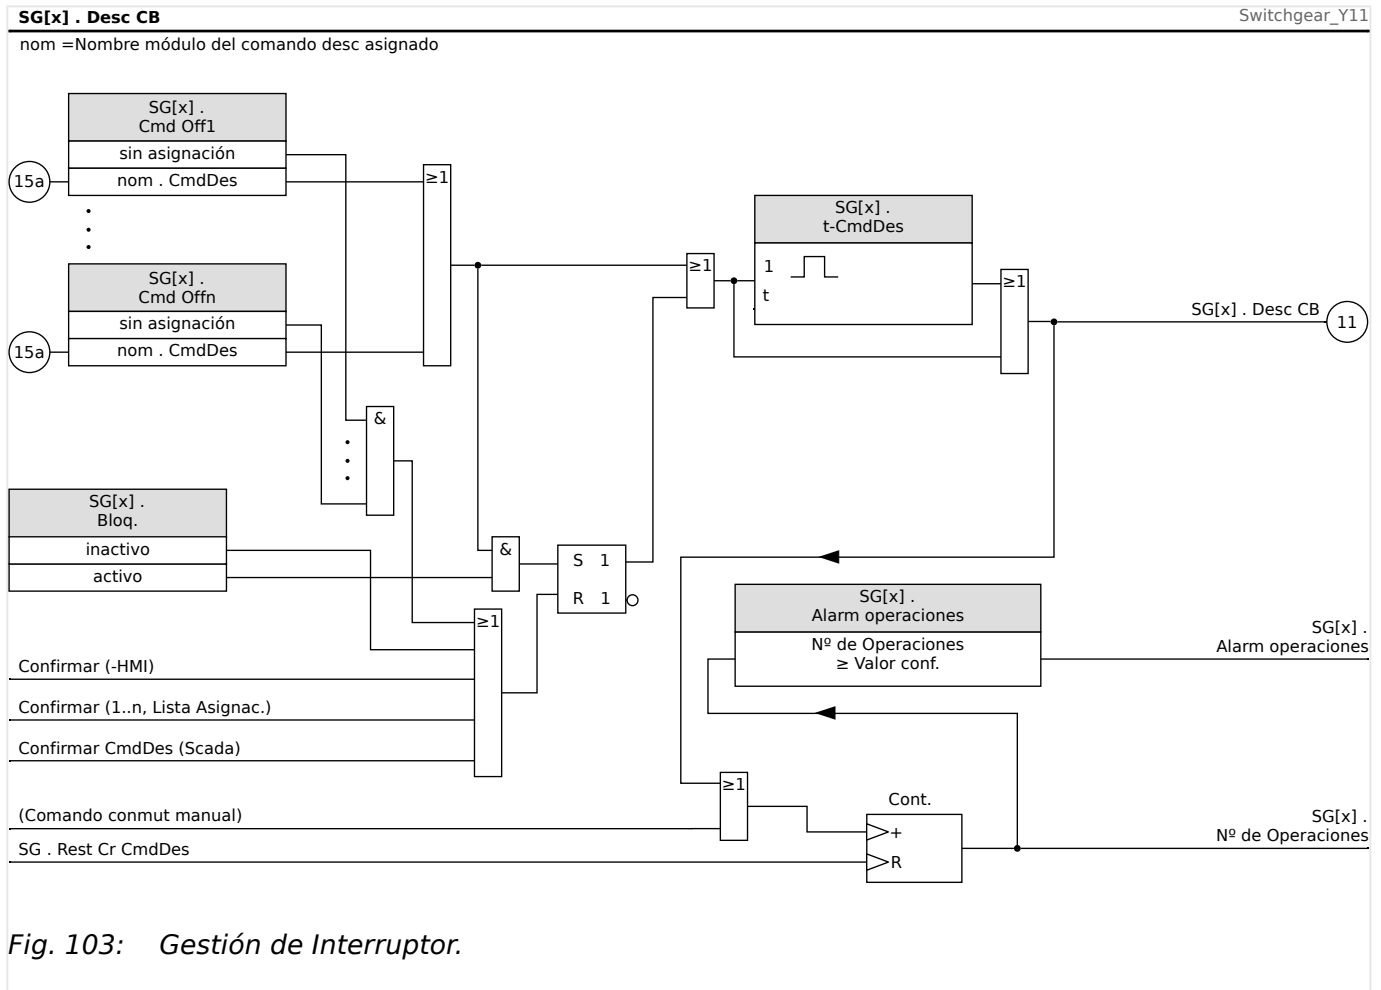 SG[x] . Desc CB
Switchgear_Y11
nom =Nombre módulo del comando desc asignado
SG[x] .
Cmd Off1
sin asignación
15a
nom . CmdDes
≥1
SG[x] .
t-CmdDes
1
t
≥1
≥1
SG[x] . Desc CB
11
SG[x] .
Cmd Offn
sin asignación
15a
nom . CmdDes
&
SG[x] .
Bloq.
inactivo
activo
&
S 1
R 1
≥1
SG[x] .
Alarm operaciones
Nº de Operaciones
≥ Valor conf.
SG[x] .
Alarm operaciones
Confirmar (-HMI)
Confirmar (1..n, Lista Asignac.)
Confirmar CmdDes (Scada)
≥1
(Comando conmut manual)
Cont.
+
R
SG[x] .
Nº de Operaciones
SG . Rest Cr CmdDes
Fig. 103: Gestión de Interruptor.